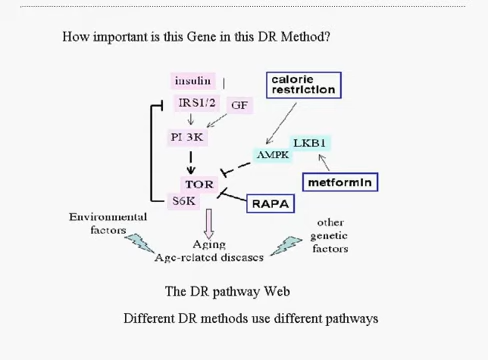 How important is this Gene in this DR Method?
insulin
calorie
restriction
IRS1/2
GF
PI 3K
LKB1
AMPK
metformin
TOR
S6K
RAPA
Environmental
factors
other
genetic
factors
Aging
Age-related diseases
The DR pathway Web
Different DR methods use different pathways